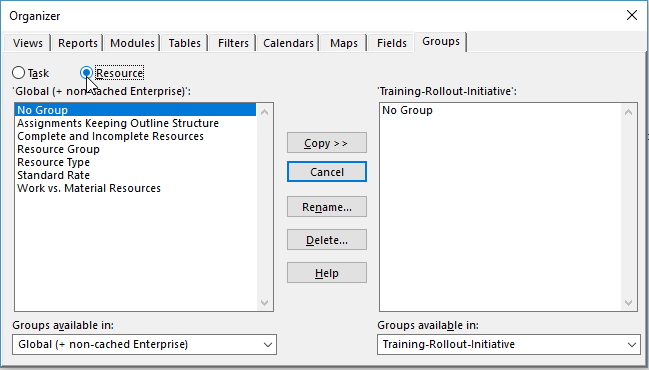 Organizer
Views Reports Modules Tables Filters Calendars Maps Fields Groups
Task Resource
'Global (+ non-cached Enterprise)':
No Group
Assignments Keeping Outline Structure
Complete and Incomplete Resources
Resource Group
Resource Type
Standard Rate
Work vs. Material Resources
Copy >>
Cancel
Rename...
Delete...
Help
'Training-Rollout-Initiative':
No Group
Groups available in:
Global (+ non-cached Enterprise)
Groups available in:
Training-Rollout-Initiative